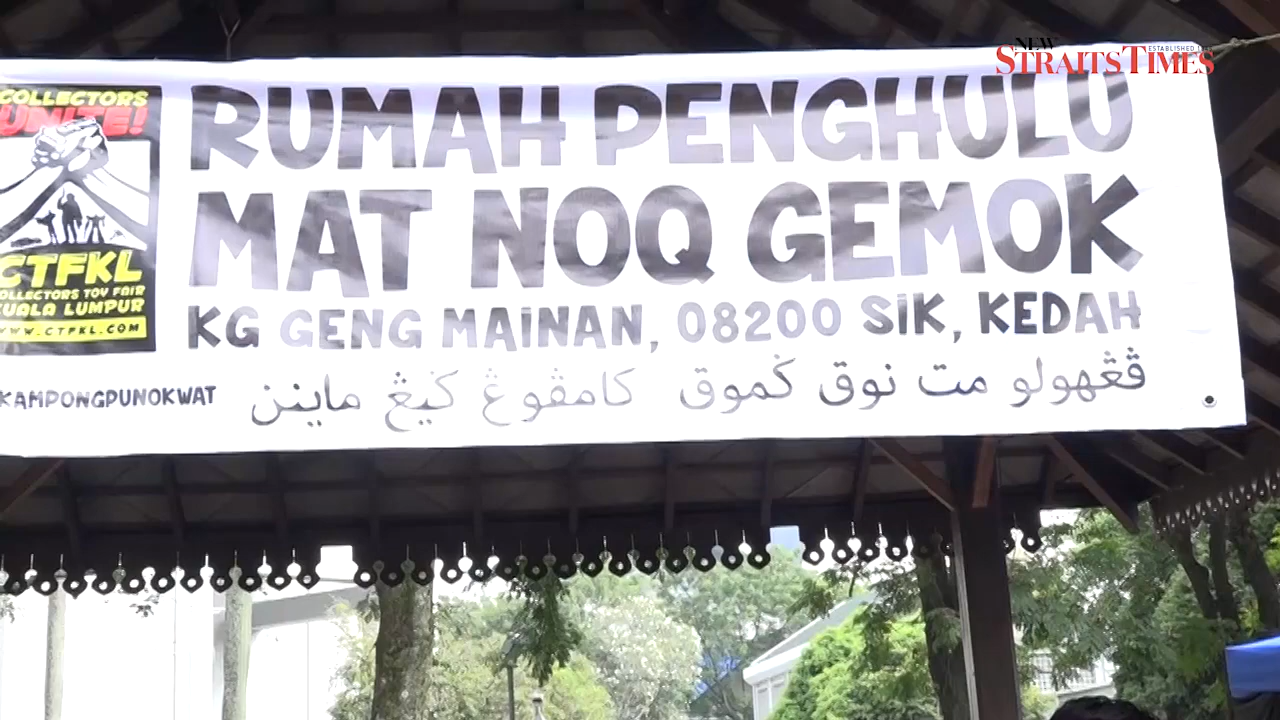 NEW
STRAITS TIMES
COLLECTORS
UNITE!
CTFKL
COLLECTORS TOY FAIR
KUALA LUMPUR
WWW.CTFKL.COM
RUMAH PENGHULU
MAT NOQ GEMOK
KG GENG MAINAN, 08200 SIK, KEDAH
KAMPONGPUNOKWAT
ڤڠهولو مت نوق ݢموق کامڤوڠ ݢيڠ ماينن